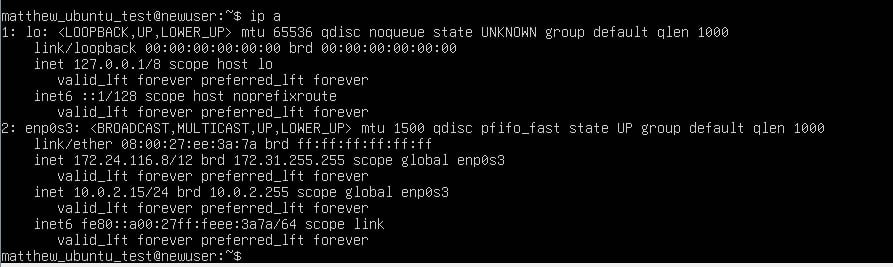 matthew_ubuntu_test@newuser:~$ ip a
1: lo: <LOOPBACK,UP,LOWER_UP> mtu 65536 qdisc noqueue state UNKNOWN group default qlen 1000
    link/loopback 00:00:00:00:00:00 brd 00:00:00:00:00:00
    inet 127.0.0.1/8 scope host lo
       valid_lft forever preferred_lft forever
    inet6 ::1/128 scope host noprefixroute
       valid_lft forever preferred_lft forever
2: enp0s3: <BROADCAST,MULTICAST,UP,LOWER_UP> mtu 1500 qdisc pfifo_fast state UP group default qlen 1000
    link/ether 08:00:27:ee:3a:7a brd ff:ff:ff:ff:ff:ff
    inet 172.24.116.8/12 brd 172.31.255.255 scope global enp0s3
       valid_lft forever preferred_lft forever
    inet 10.0.2.15/24 brd 10.0.2.255 scope global enp0s3
       valid_lft forever preferred_lft forever
    inet6 fe80::a00:27ff:feee:3a7a/64 scope link
       valid_lft forever preferred_lft forever
matthew_ubuntu_test@newuser:~$